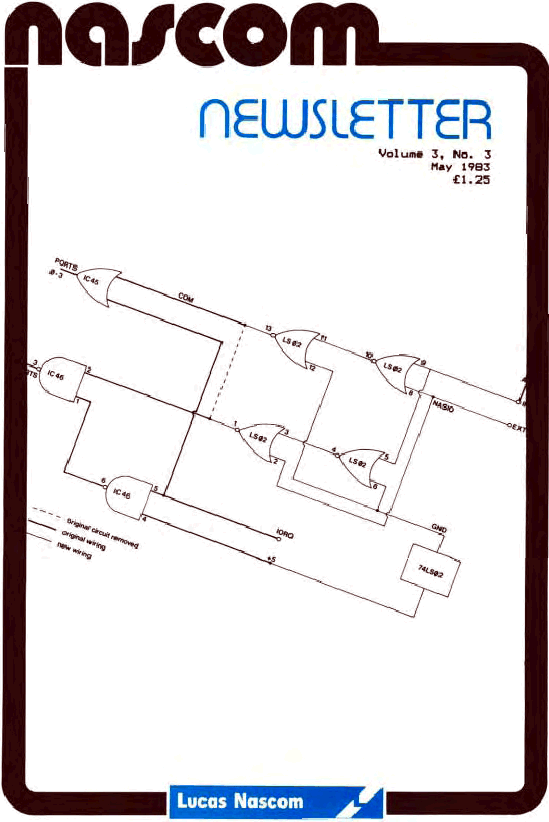 nascom
NEWSLETTER
Volume 3, No. 3
May 1983
£1.25
PORTS
0-3
IC45
COM
13
LS02
11
12
10
LS02
9
8
3
IC46
2
1
1
LS02
3
2
4
LS02
5
6
NASIO
EXT
6
IC46
5
4
IORQ
+5
GND
74LS02
Original circuit removed
original wiring
new wiring
Lucas Nascom